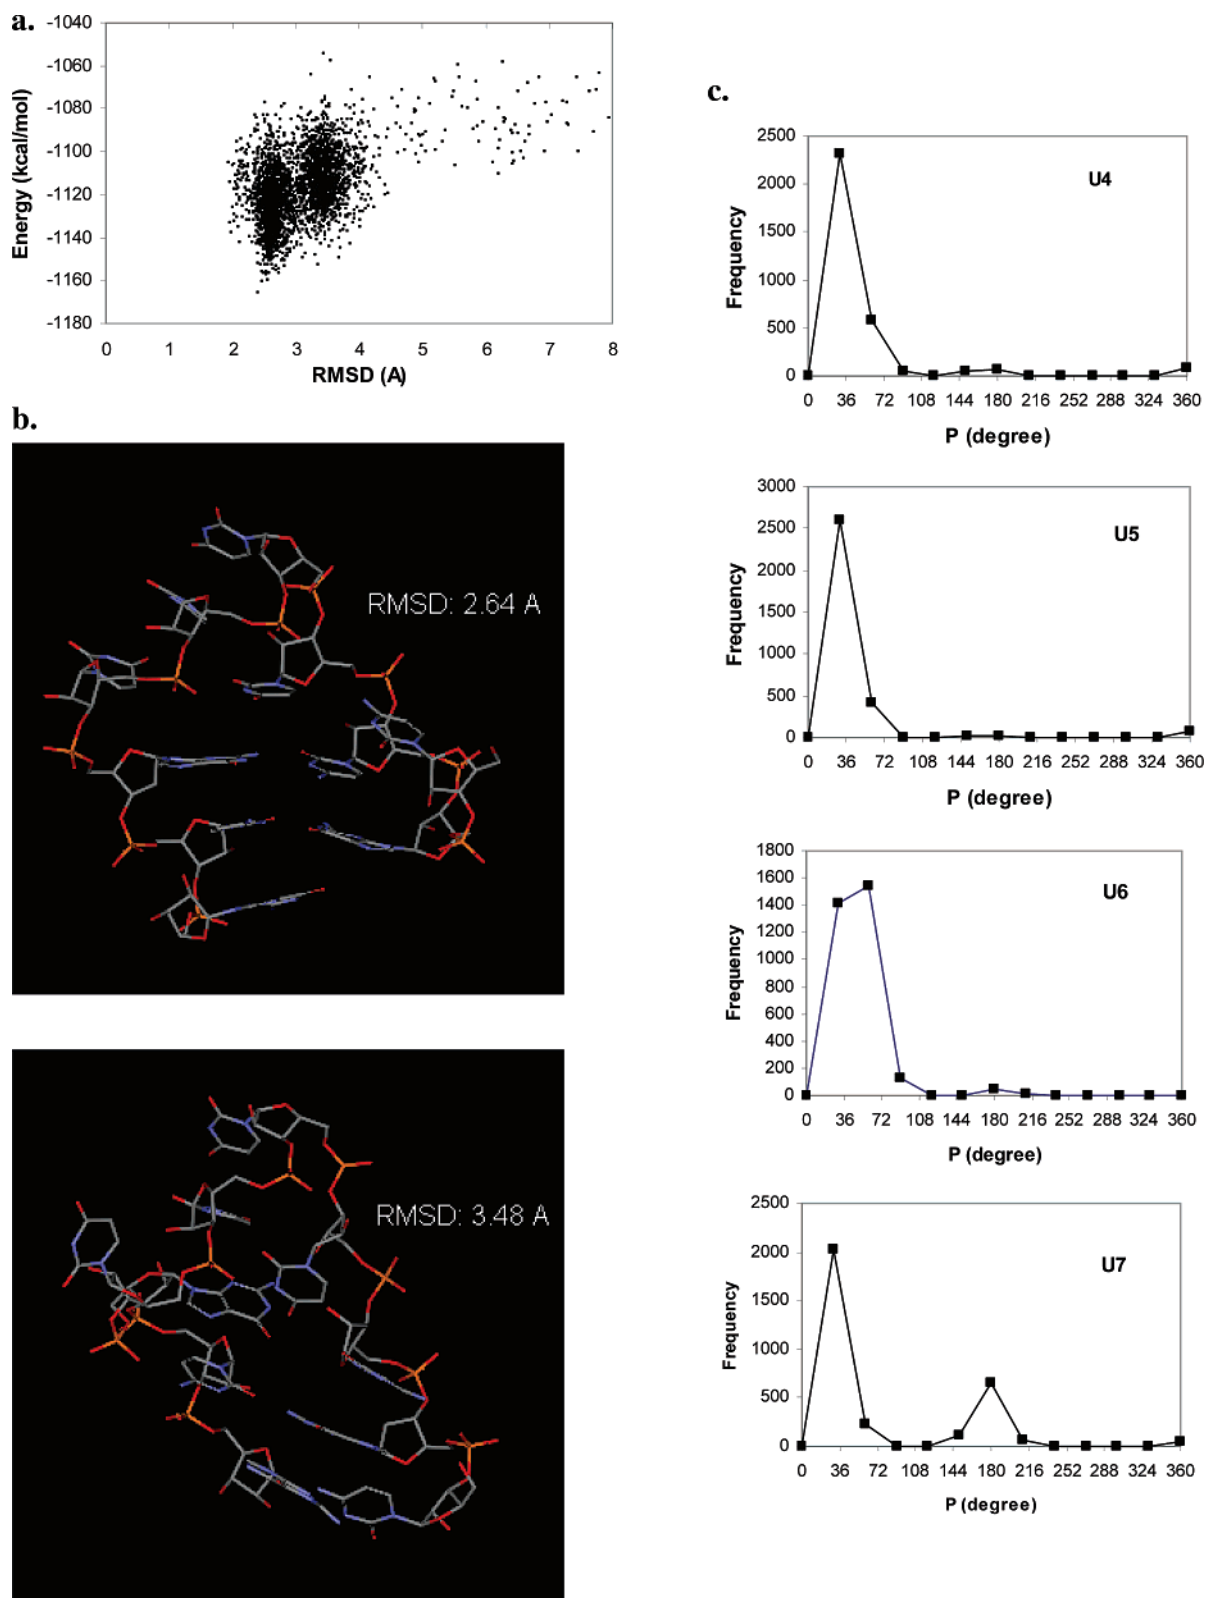 a.
-1040
-1060
-1080
-1100
-1120
-1140
-1160
-1180
Energy (kcal/mol)
0 1 2 3 4 5 6 7 8
RMSD (A)
b.
RMSD: 2.64 A
RMSD: 3.48 A
c.
2500
2000
1500
1000
500
0
Frequency
U4
0 36 72 108 144 180 216 252 288 324 360
P (degree)
3000
2500
2000
1500
1000
500
0
Frequency
U5
0 36 72 108 144 180 216 252 288 324 360
P (degree)
1800
1600
1400
1200
1000
800
600
400
200
0
Frequency
U6
0 36 72 108 144 180 216 252 288 324 360
P (degree)
2500
2000
1500
1000
500
0
Frequency
U7
0 36 72 108 144 180 216 252 288 324 360
P (degree)